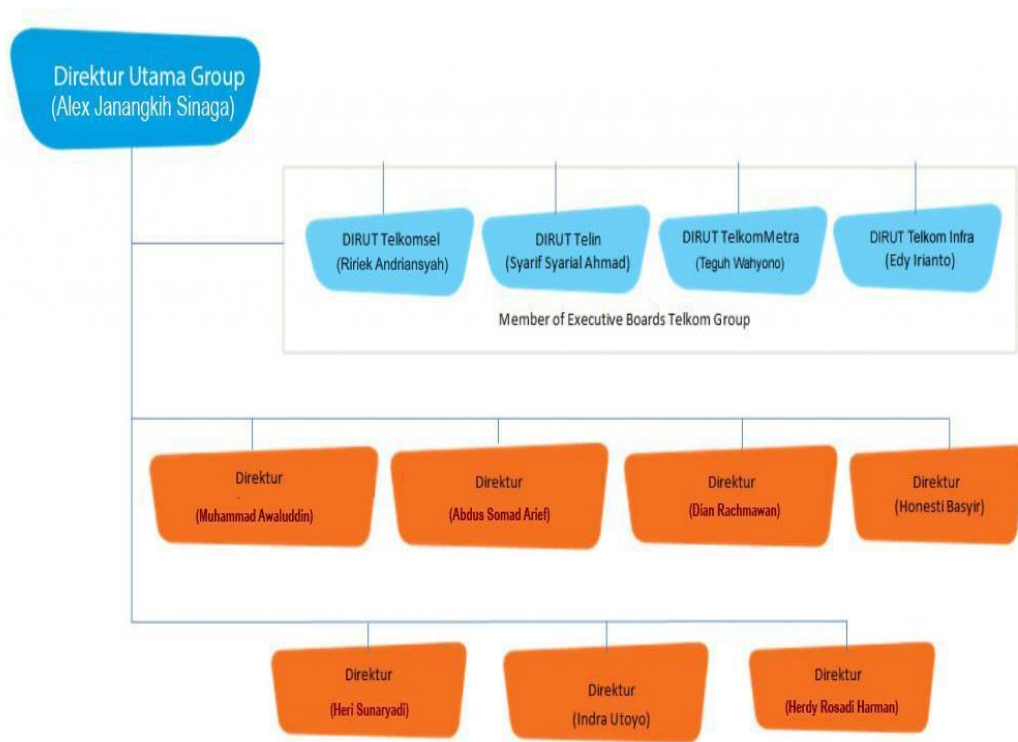 Direktur Utama Group
(Alex Janangkih Sinaga)
DIRUT Telkomsel
(Ririek Andriansyah)
DIRUT Telin
(Syarif Syarial Ahmad)
DIRUT TelkomMetra
(Teguh Wahyono)
DIRUT Telkom Infra
(Edy Irianto)
Member of Executive Boards Telkom Group
Direktur
(Muhammad Awaluddin)
Direktur
(Abdus Somad Arief)
Direktur
(Dian Rachmawan)
Direktur
(Honesti Basyir)
Direktur
(Heri Sunaryadi)
Direktur
(Indra Utoyo)
Direktur
(Herdy Rosadi Harman)